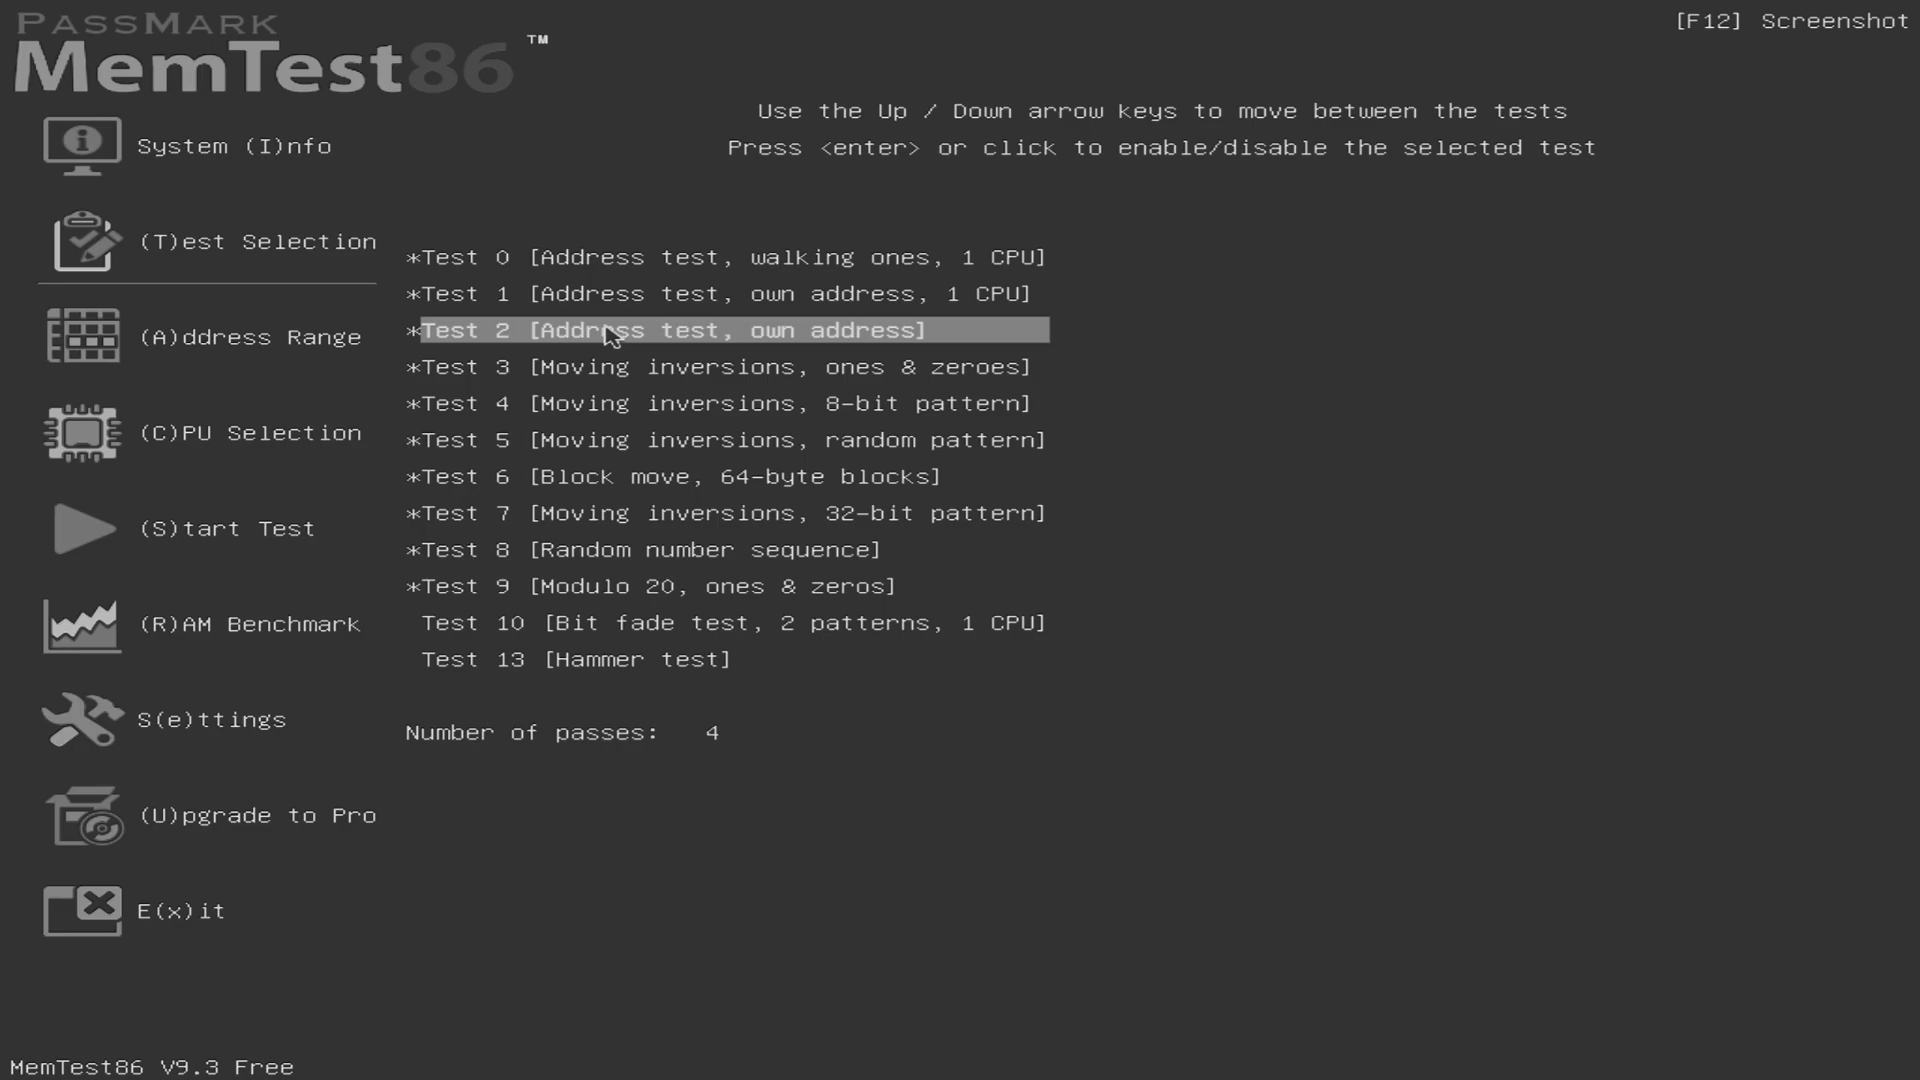 PASSMARK
MemTest86™
[F12] Screenshot
Use the Up / Down arrow keys to move between the tests
Press <enter> or click to enable/disable the selected test
System (I)nfo
(T)est Selection
(A)ddress Range
(C)PU Selection
(S)tart Test
(R)AM Benchmark
S(e)ttings
(U)pgrade to Pro
E(x)it
*Test 0 [Address test, walking ones, 1 CPU]
*Test 1 [Address test, own address, 1 CPU]
*Test 2 [Address test, own address]
*Test 3 [Moving inversions, ones & zeroes]
*Test 4 [Moving inversions, 8-bit pattern]
*Test 5 [Moving inversions, random pattern]
*Test 6 [Block move, 64-byte blocks]
*Test 7 [Moving inversions, 32-bit pattern]
*Test 8 [Random number sequence]
*Test 9 [Modulo 20, ones & zeros]
Test 10 [Bit fade test, 2 patterns, 1 CPU]
Test 13 [Hammer test]
Number of passes: 4
MemTest86 V9.3 Free